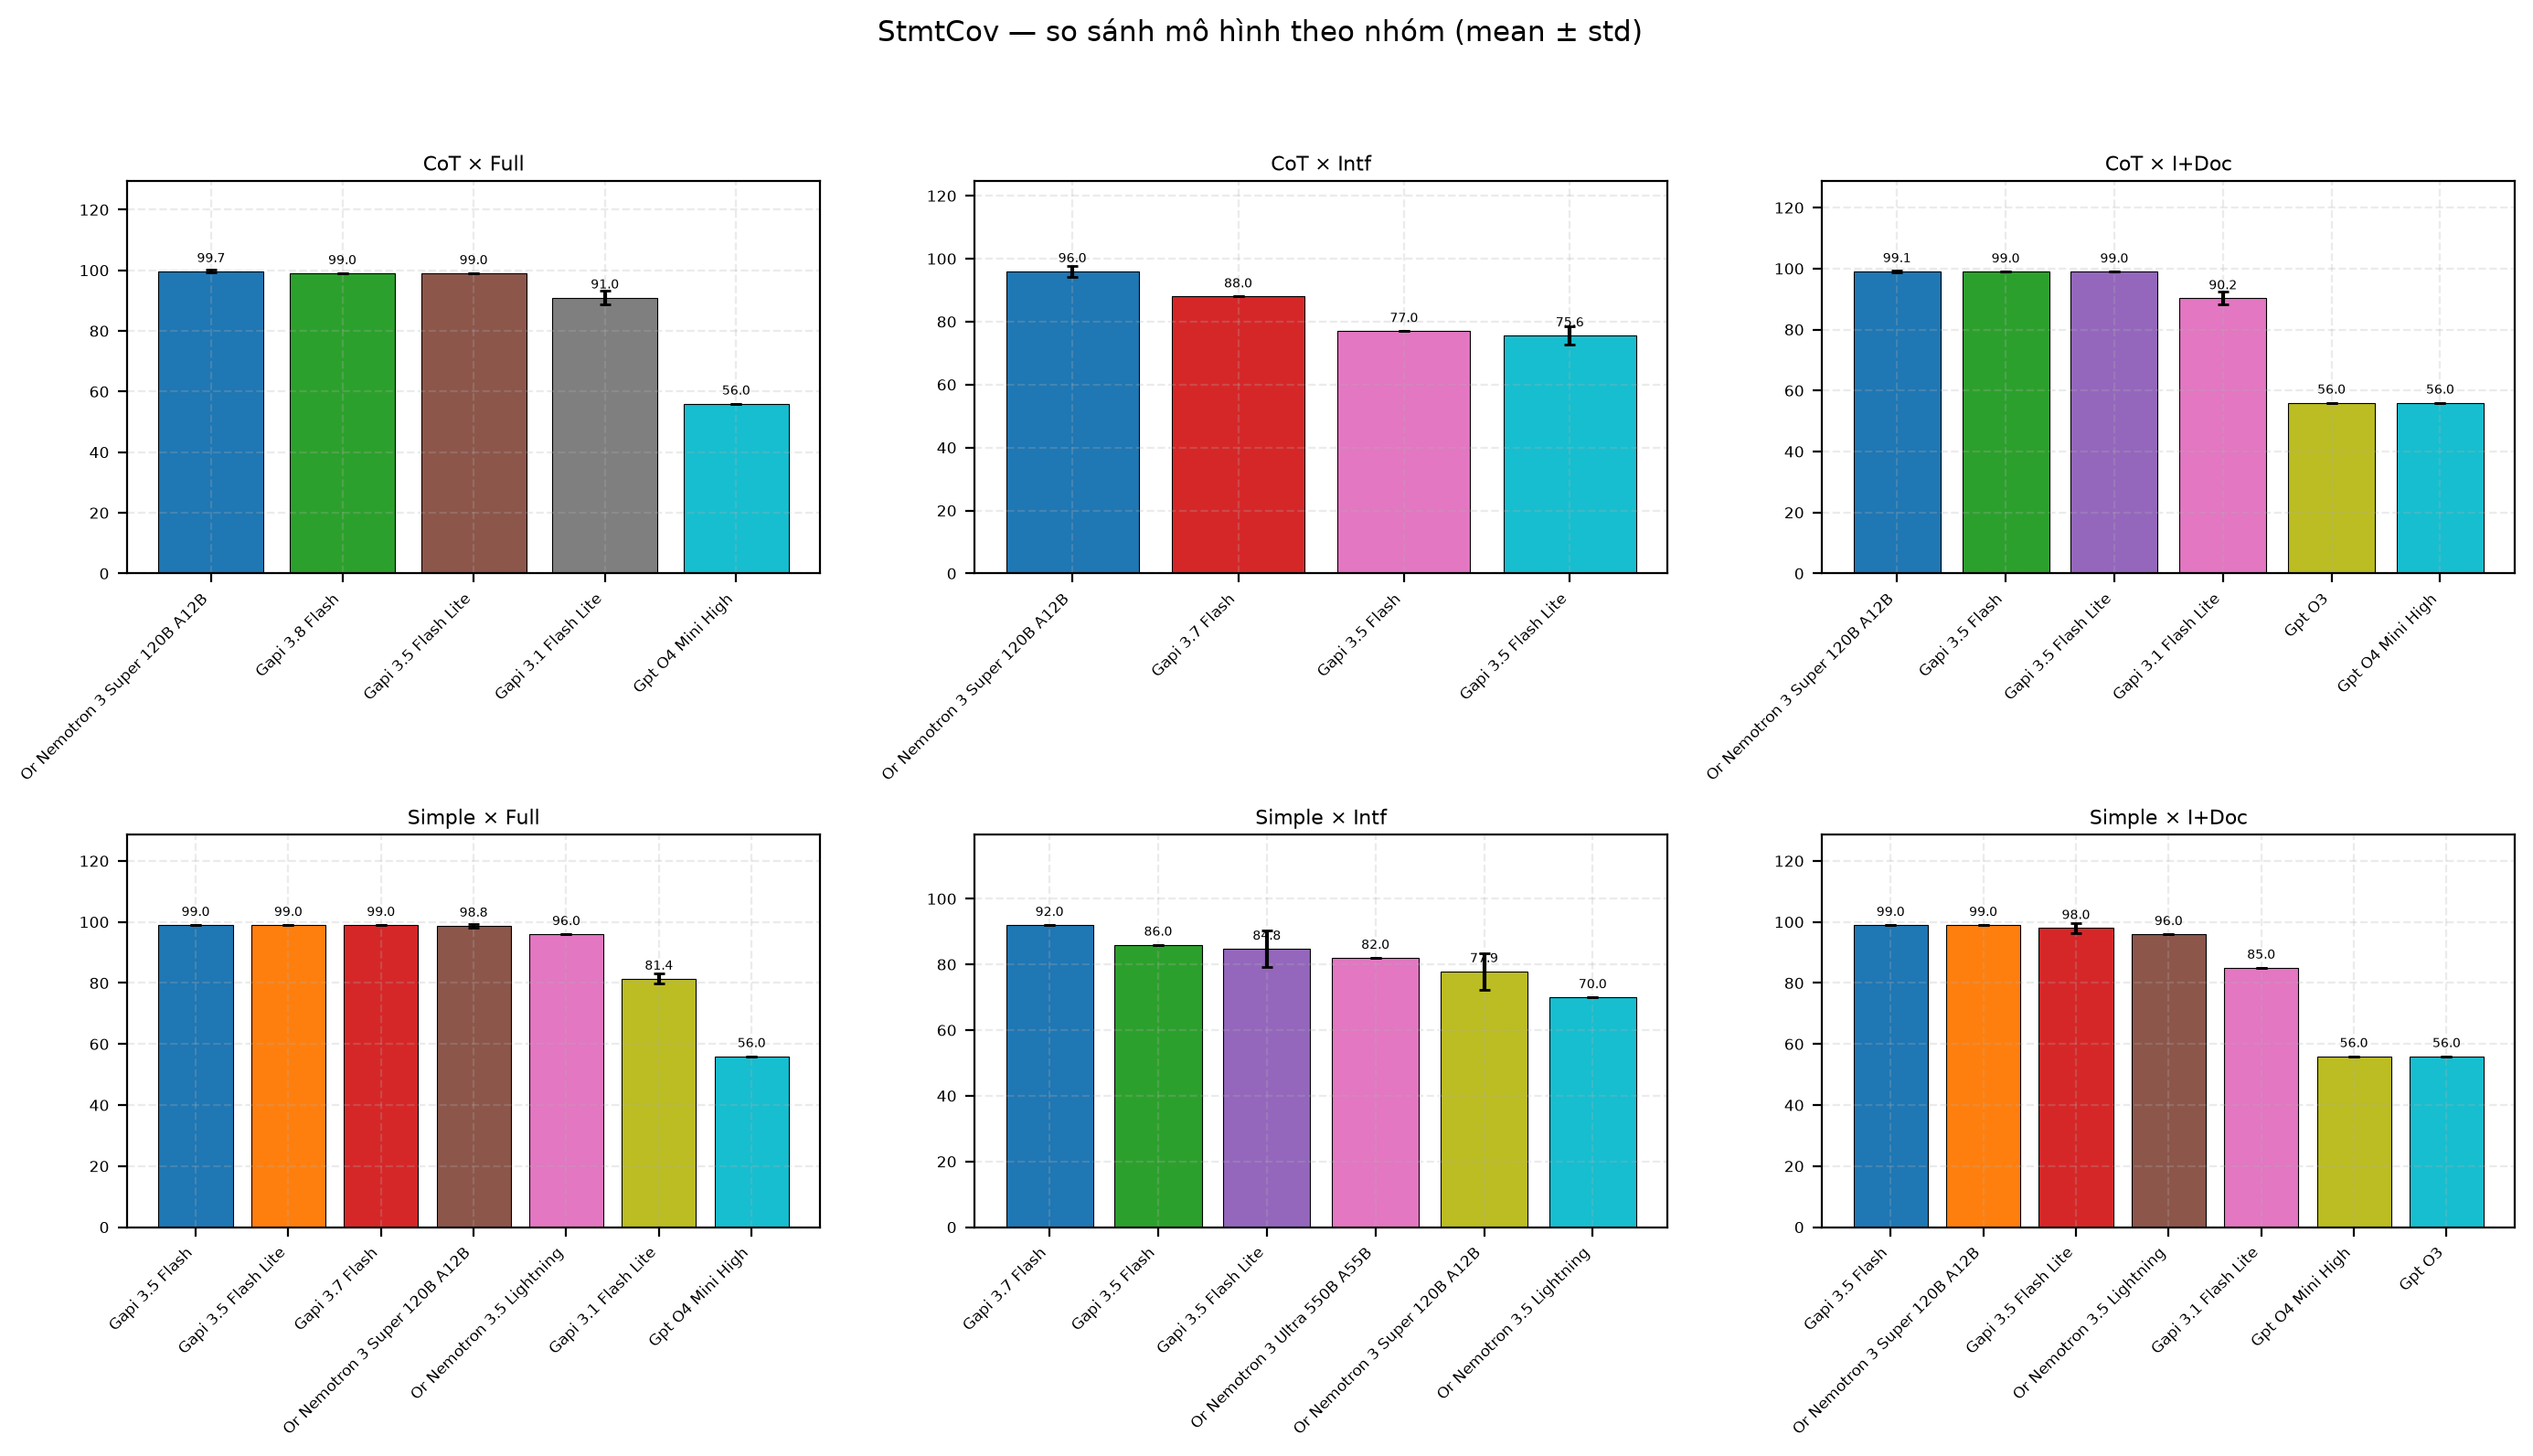 StmtCov — so sánh mô hình theo nhóm (mean ± std)
CoT × Full
120
100
80
60
40
20
0
99.7
99.0
99.0
91.0
56.0
Or Nemotron 3 Super 120B A12B
Gapi 3.8 Flash
Gapi 3.5 Flash Lite
Gapi 3.1 Flash Lite
Gpt O4 Mini High
CoT × Intf
120
100
80
60
40
20
0
96.0
88.0
77.0
75.6
Or Nemotron 3 Super 120B A12B
Gapi 3.7 Flash
Gapi 3.5 Flash
Gapi 3.5 Flash Lite
CoT × I+Doc
120
100
80
60
40
20
0
99.1
99.0
99.0
90.2
56.0
56.0
Or Nemotron 3 Super 120B A12B
Gapi 3.5 Flash
Gapi 3.5 Flash Lite
Gapi 3.1 Flash Lite
Gpt O3
Gpt O4 Mini High
Simple × Full
120
100
80
60
40
20
0
99.0
99.0
99.0
98.8
96.0
81.4
56.0
Gapi 3.5 Flash
Gapi 3.5 Flash Lite
Gapi 3.7 Flash
Or Nemotron 3 Super 120B A12B
Or Nemotron 3.5 Lightning
Gapi 3.1 Flash Lite
Gpt O4 Mini High
Simple × Intf
100
80
60
40
20
0
92.0
86.0
84.8
82.0
77.9
70.0
Gapi 3.7 Flash
Gapi 3.5 Flash
Gapi 3.5 Flash Lite
Or Nemotron 3 Ultra 550B A55B
Or Nemotron 3 Super 120B A12B
Or Nemotron 3.5 Lightning
Simple × I+Doc
120
100
80
60
40
20
0
99.0
99.0
98.0
96.0
85.0
56.0
56.0
Gapi 3.5 Flash
Or Nemotron 3 Super 120B A12B
Gapi 3.5 Flash Lite
Or Nemotron 3.5 Lightning
Gapi 3.1 Flash Lite
Gpt O4 Mini High
Gpt O3